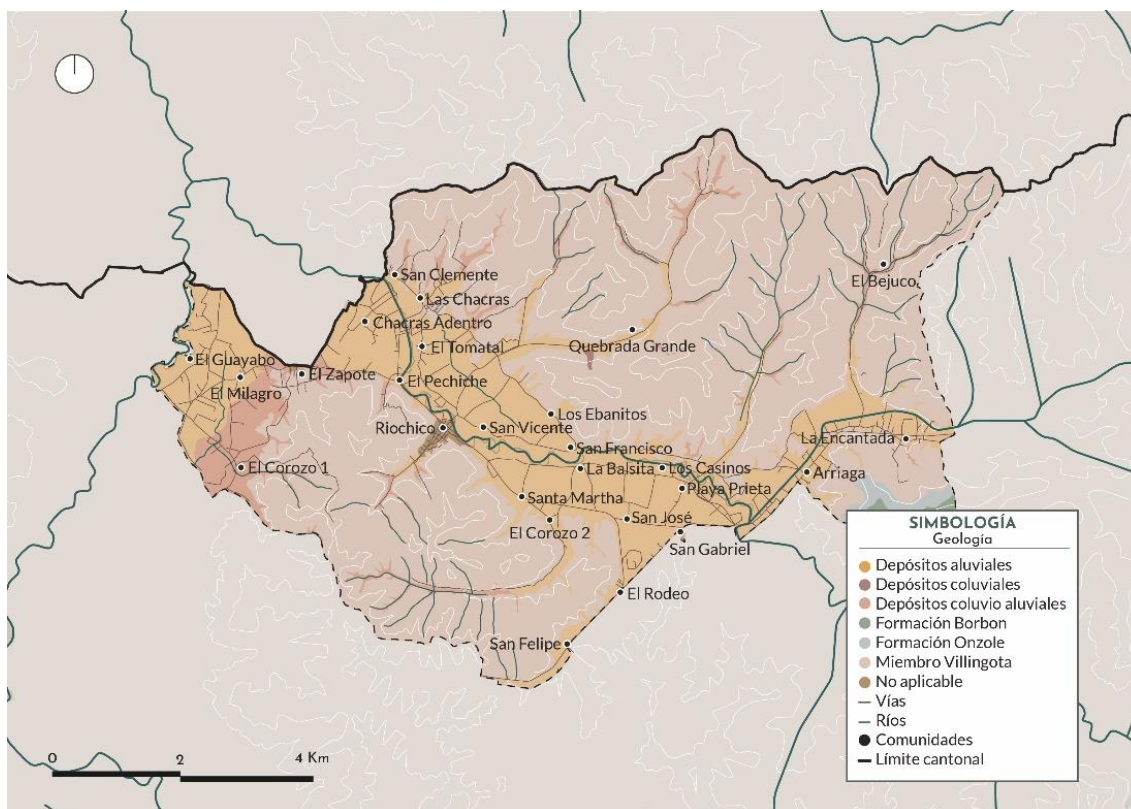 San Clemente
Las Chacras
Chacras Adentro
El Tomatal
El Bejuco
Quebrada Grande
El Guayabo
El Milagro
El Zapote
El Pechiche
Los Ebanitos
Riochico
San Vicente
San Francisco
La Encantada
El Corozo 1
La Balsita
Los Casinos
Arriaga
Playa Prieta
Santa Martha
El Corozo 2
San José
San Gabriel
El Rodeo
San Felipe
SIMBOLOGÍA
Geología
Depósitos aluviales
Depósitos coluviales
Depósitos coluvio aluviales
Formación Borbon
Formación Onzole
Miembro Villingota
No aplicable
Vías
Ríos
Comunidades
Límite cantonal
0 2 4 Km